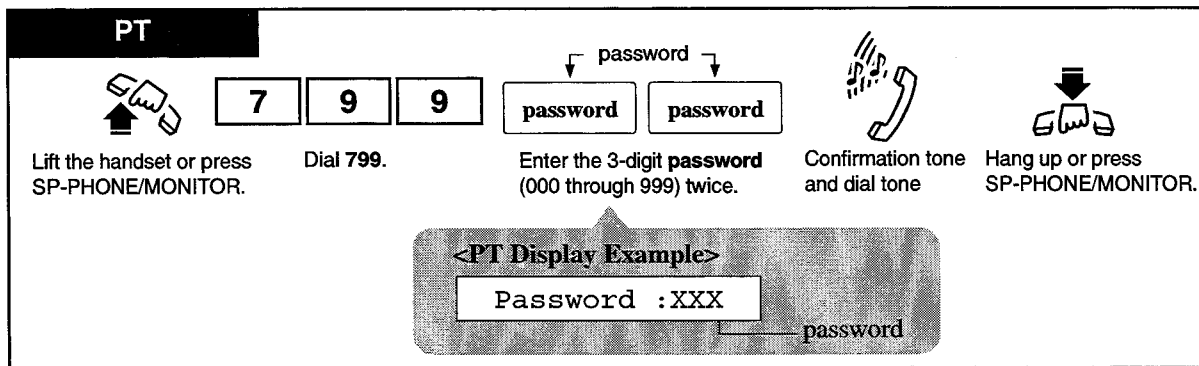 PT
password
7 9 9
password password
Lift the handset or press
SP-PHONE/MONITOR.
Dial 799.
Enter the 3-digit password
(000 through 999) twice.
Confirmation tone
and dial tone
Hang up or press
SP-PHONE/MONITOR.
<PT Display Example>
Password :XXX
password